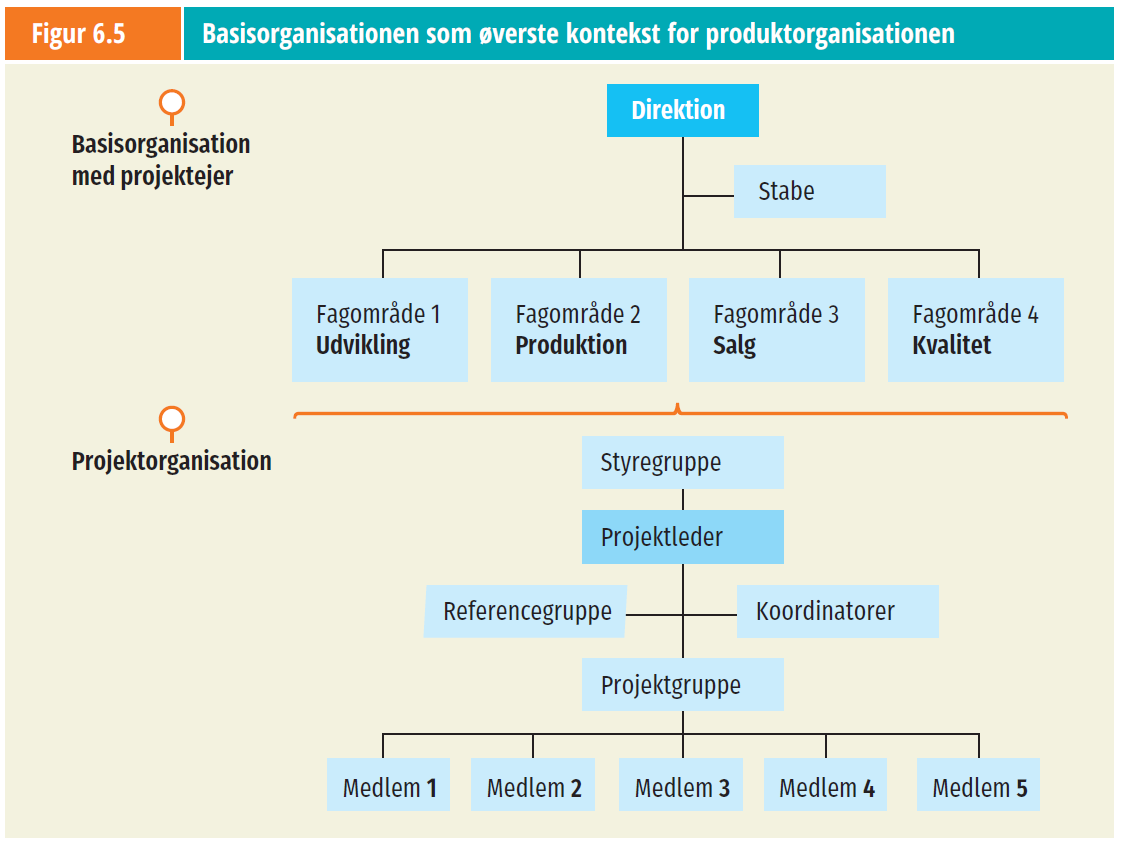 Figur 6.5
Basisorganisationen som øverste kontekst for produktorganisationen
Basisorganisation
med projektejer
Direktion
Stabe
Fagområde 1
Udvikling
Fagområde 2
Produktion
Fagområde 3
Salg
Fagområde 4
Kvalitet
Projektorganisation
Styregruppe
Projektleder
Referencegruppe
Koordinatorer
Projektgruppe
Medlem 1
Medlem 2
Medlem 3
Medlem 4
Medlem 5